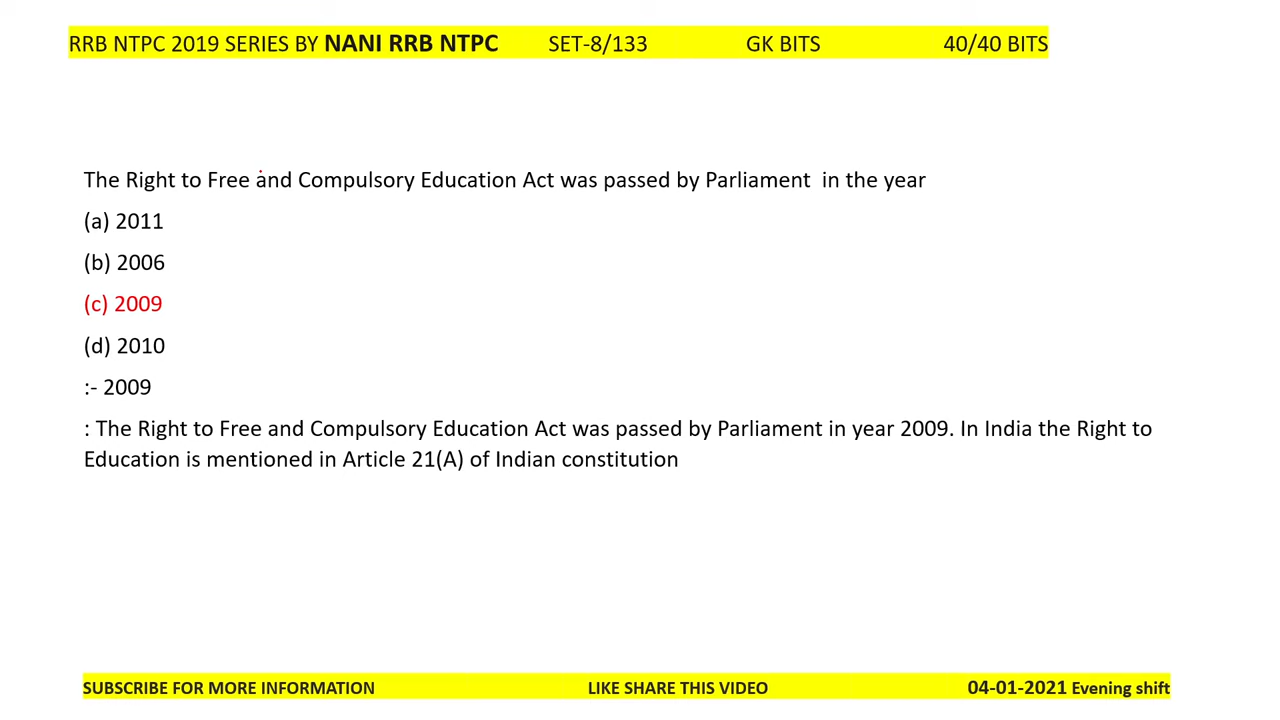 RRB NTPC 2019 SERIES BY NANI RRB NTPC SET-8/133 GK BITS 40/40 BITS
The Right to Free and Compulsory Education Act was passed by Parliament in the year
(a) 2011
(b) 2006
(c) 2009
(d) 2010
:- 2009
: The Right to Free and Compulsory Education Act was passed by Parliament in year 2009. In India the Right to
Education is mentioned in Article 21(A) of Indian constitution
SUBSCRIBE FOR MORE INFORMATION LIKE SHARE THIS VIDEO 04-01-2021 Evening shift